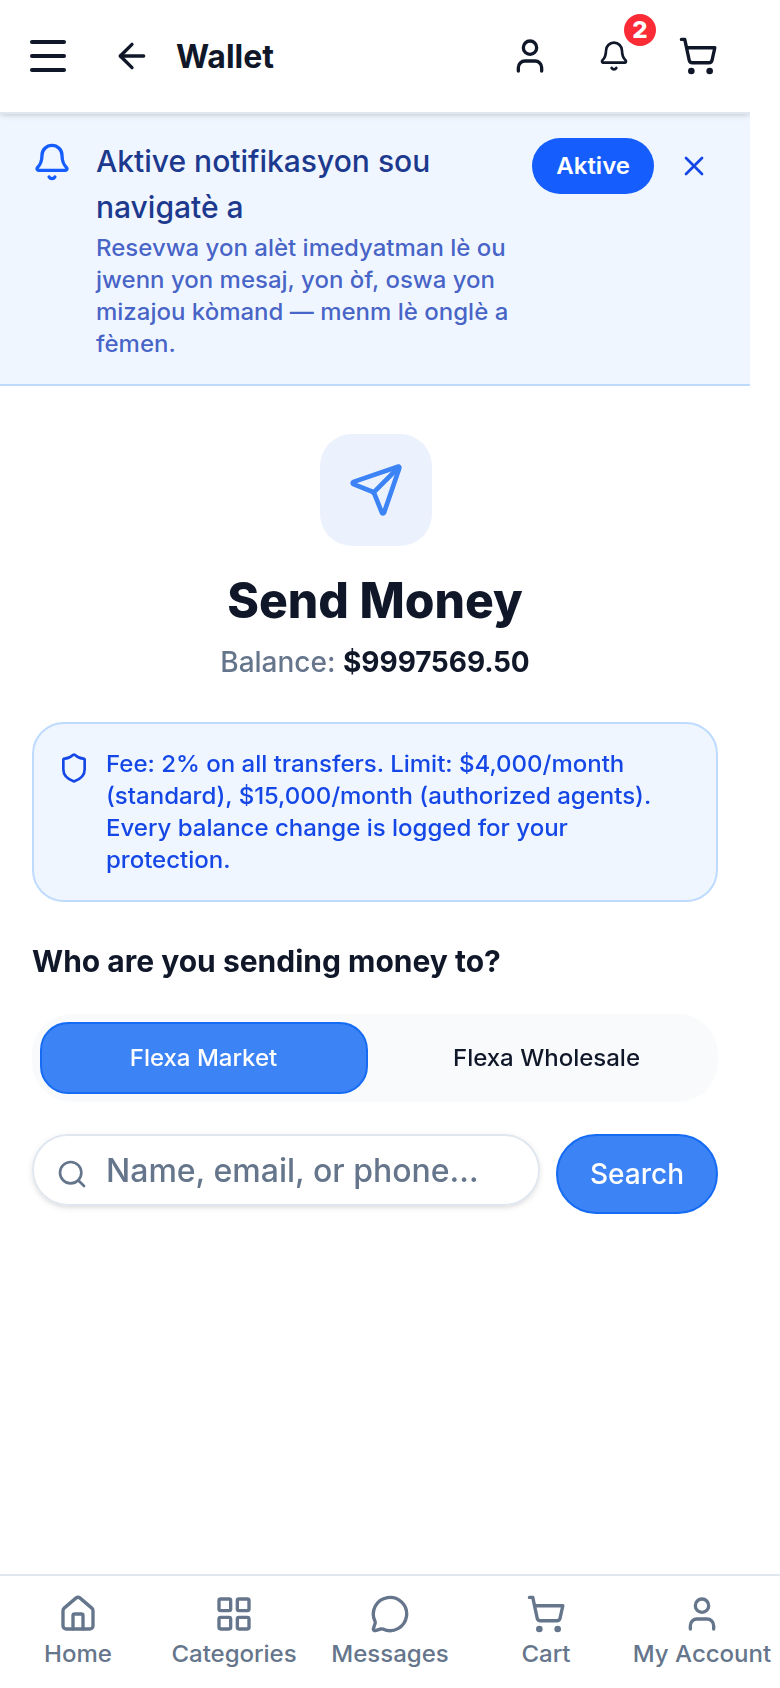 Wallet
2
Aktive notifikasyon sou
navigatè a
Aktive
Resevwa yon alèt imedyatman lè ou
jwenn yon mesaj, yon òf, oswa yon
mizajou kòmand — menm lè onglè a
fèmen.
Send Money
Balance: $9997569.50
Fee: 2% on all transfers. Limit: $4,000/month
(standard), $15,000/month (authorized agents).
Every balance change is logged for your
protection.
Who are you sending money to?
Flexa Market
Flexa Wholesale
Name, email, or phone...
Search
Home
Categories
Messages
Cart
My Account